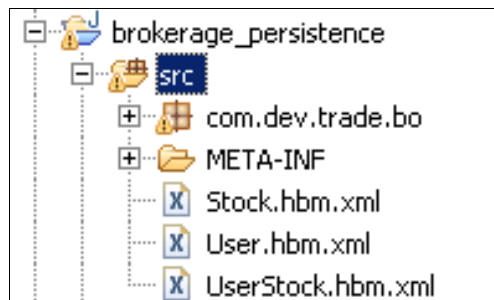 brokerage_persistence
src
com.dev.trade.bo
META-INF
Stock.hbm.xml
User.hbm.xml
UserStock.hbm.xml